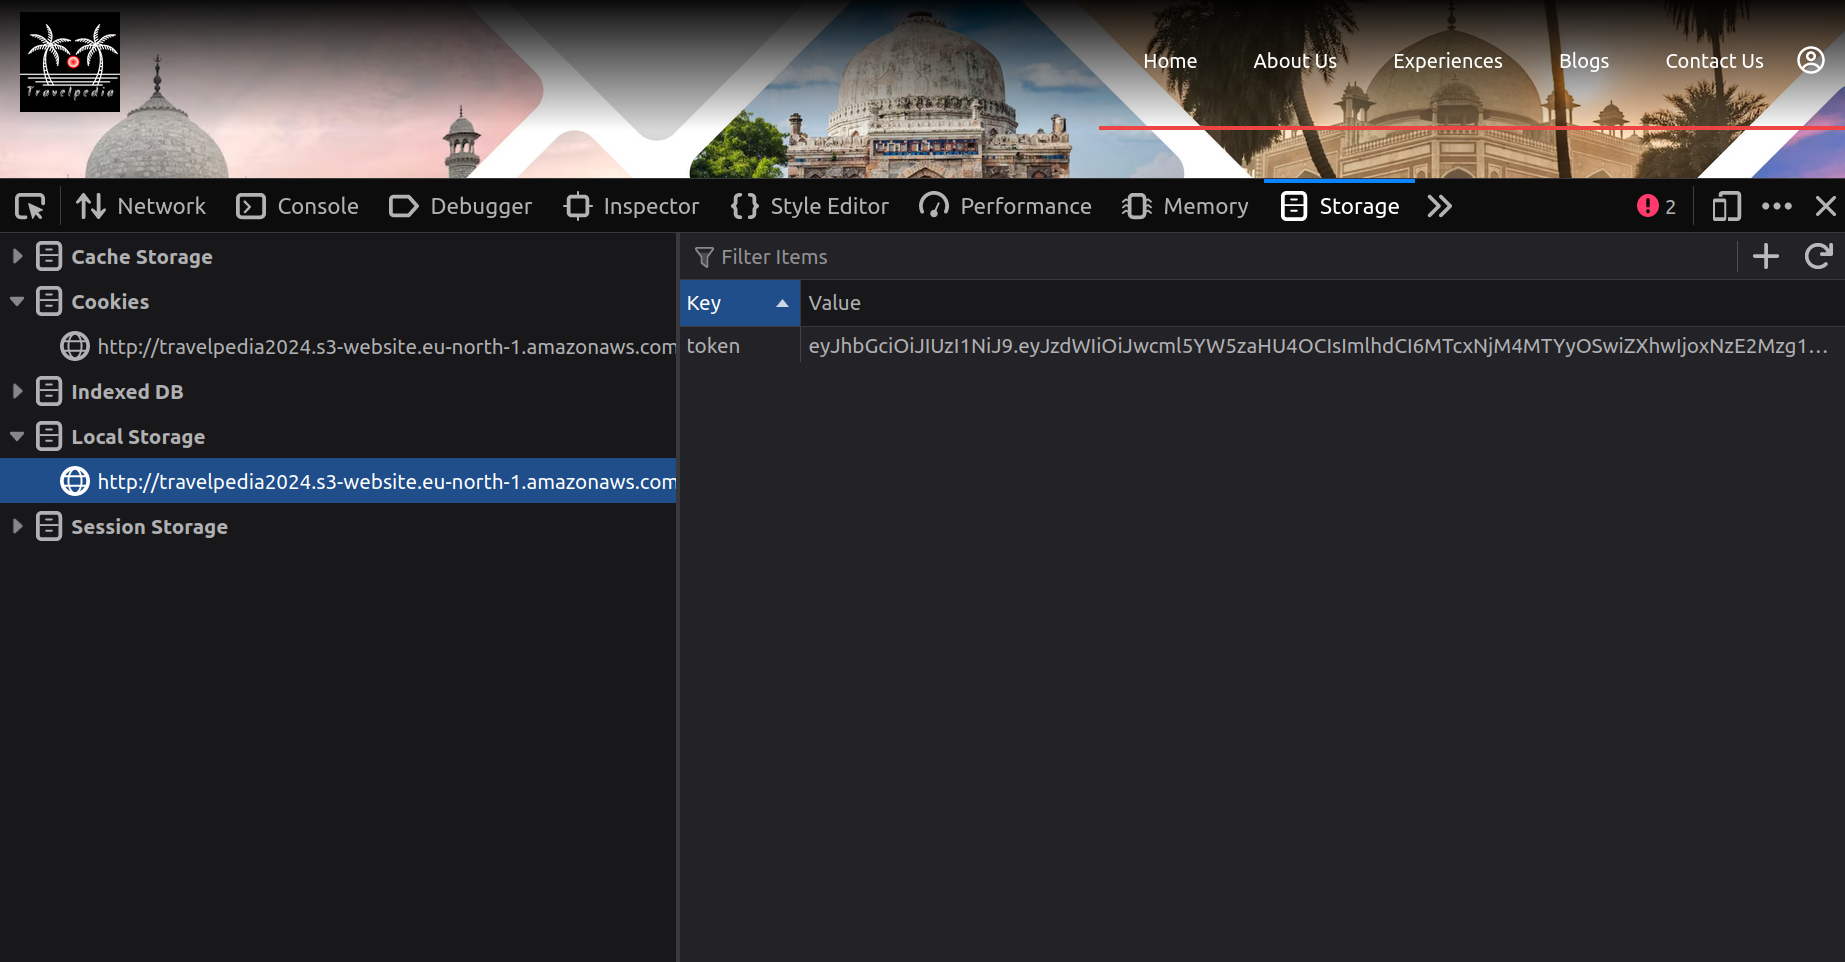 Travelpedia
Home About Us Experiences Blogs Contact Us
Network Console Debugger Inspector Style Editor Performance Memory Storage 2
Cache Storage
Cookies
http://travelpedia2024.s3-website.eu-north-1.amazonaws.com
Indexed DB
Local Storage
http://travelpedia2024.s3-website.eu-north-1.amazonaws.com
Session Storage
Filter Items
Key Value
token eyJhbGciOiJIUzI1NiJ9.eyJzdWIiOiJwcml5YW5zaHU4OCIsImlhdCI6MTcxNjM4MTYyOSwiZXhwIjoxNzE2Mzg1...